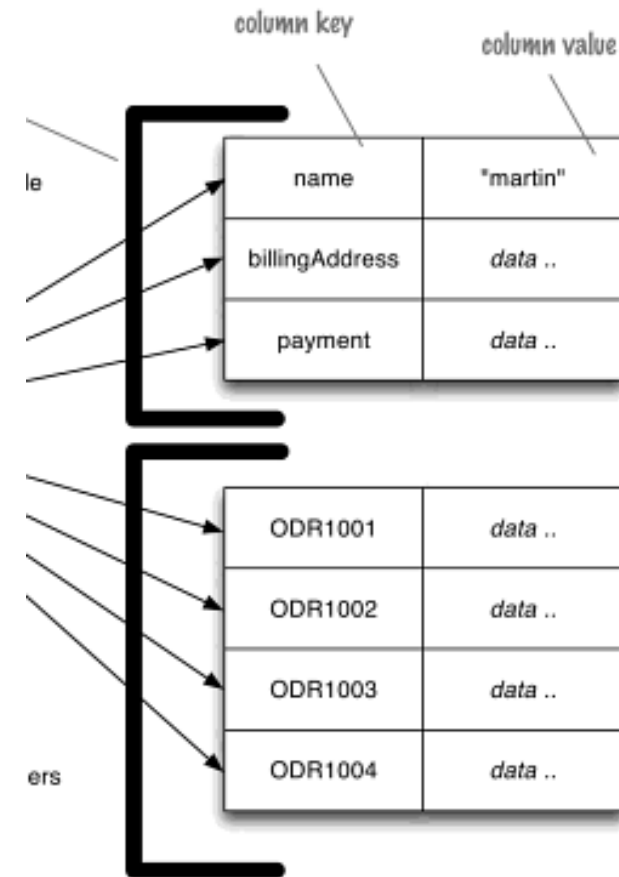 column key
column value
le
name "martin"
billingAddress data ..
payment data ..
ODR1001 data ..
ODR1002 data ..
ODR1003 data ..
ODR1004 data ..
ers